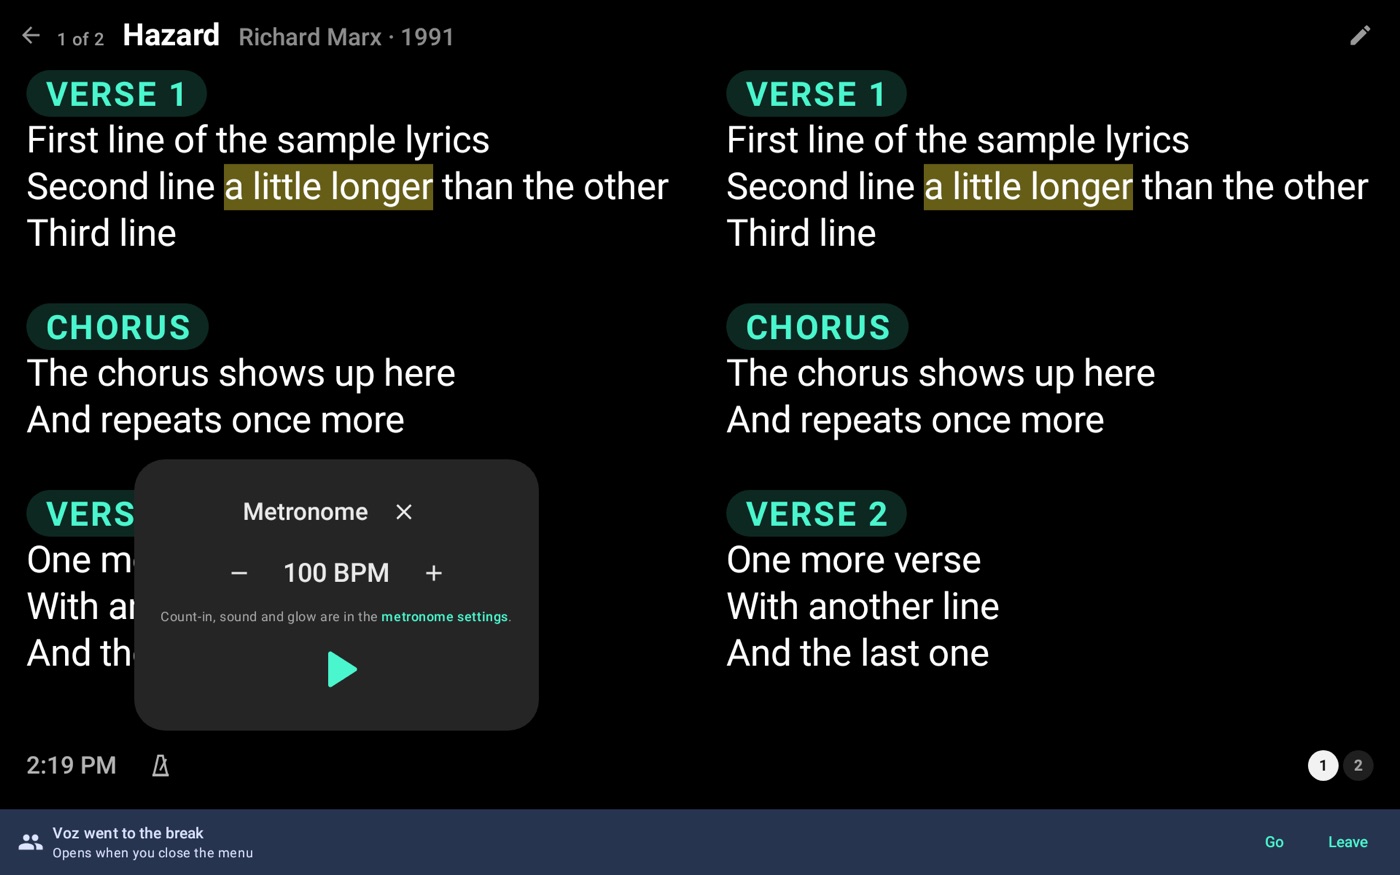 1 of 2 Hazard Richard Marx · 1991
VERSE 1
First line of the sample lyrics
Second line a little longer than the other
Third line
CHORUS
The chorus shows up here
And repeats once more
VERS
One m
With an
And the
VERSE 1
First line of the sample lyrics
Second line a little longer than the other
Third line
CHORUS
The chorus shows up here
And repeats once more
VERSE 2
One more verse
With another line
And the last one
Metronome
− 100 BPM +
Count-in, sound and glow are in the metronome settings.
2:19 PM
1 2
Voz went to the break
Opens when you close the menu
Go Leave